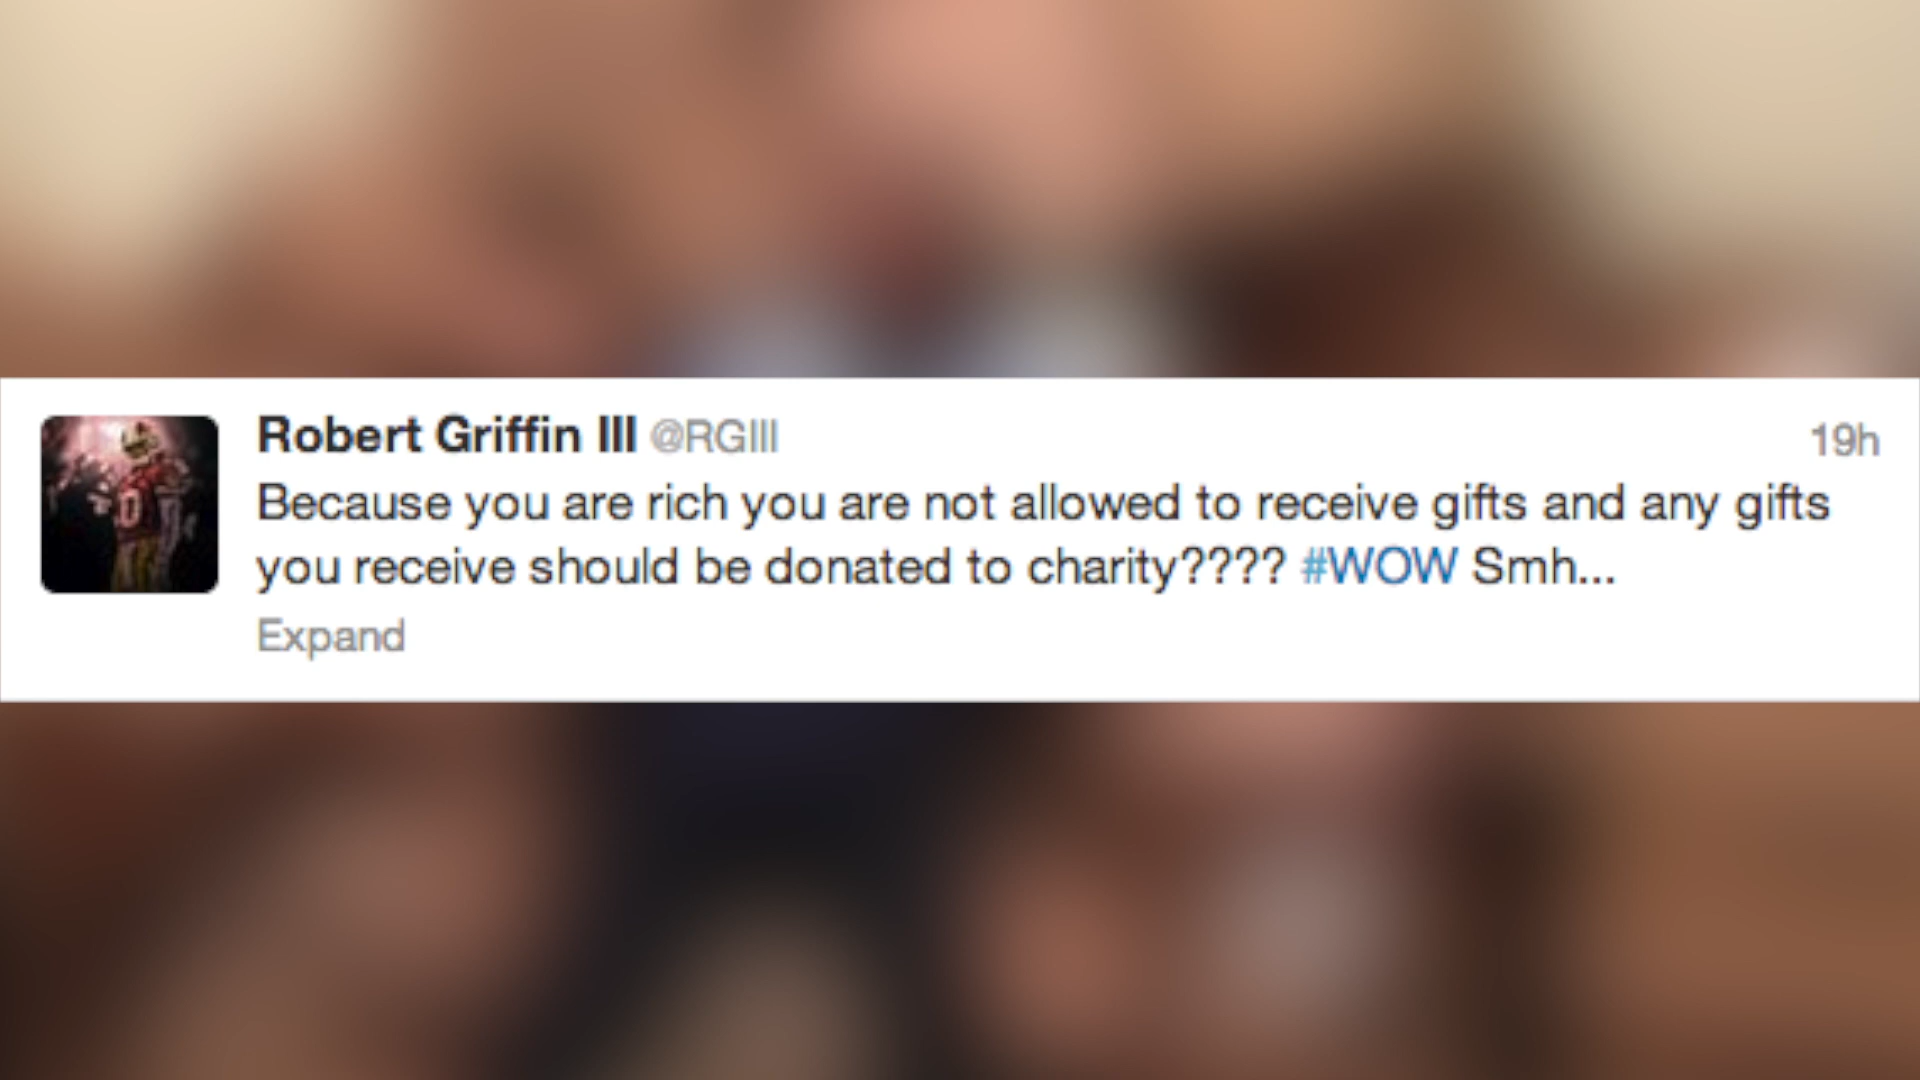 Robert Griffin III @RGIII 19h
Because you are rich you are not allowed to receive gifts and any gifts
you receive should be donated to charity???? #WOW Smh...
Expand